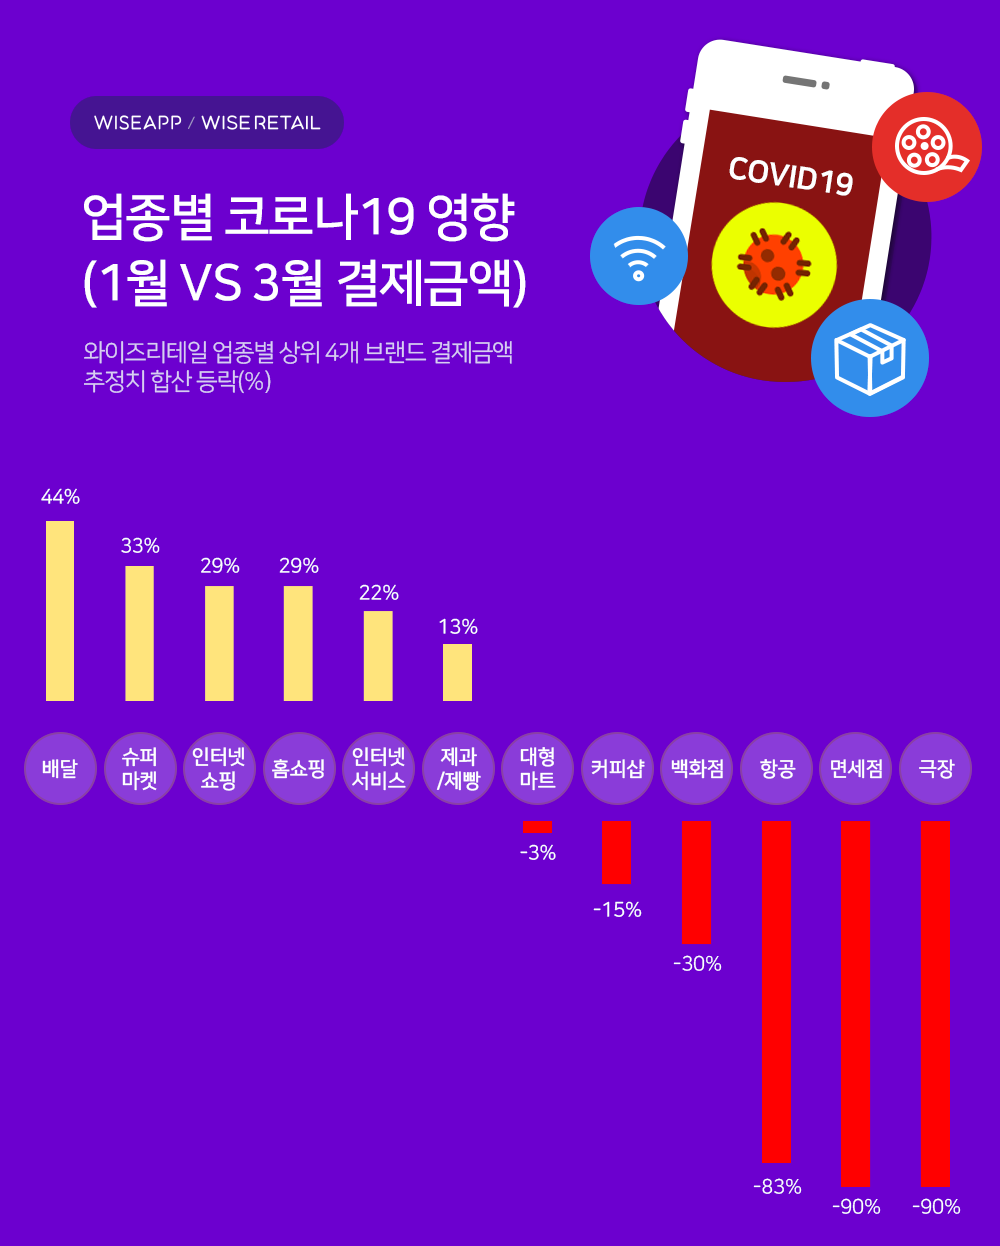 WISEAPP / WISERETAIL
COVID19
업종별 코로나19 영향
(1월 VS 3월 결제금액)
와이즈리테일 업종별 상위 4개 브랜드 결제금액
추정치 합산 등락(%)
44%
33%
29%
29%
22%
13%
배달
슈퍼
마켓
인터넷
쇼핑
홈쇼핑
인터넷
서비스
제과
/제빵
대형
마트
커피샵
백화점
항공
면세점
극장
-3%
-15%
-30%
-83%
-90%
-90%